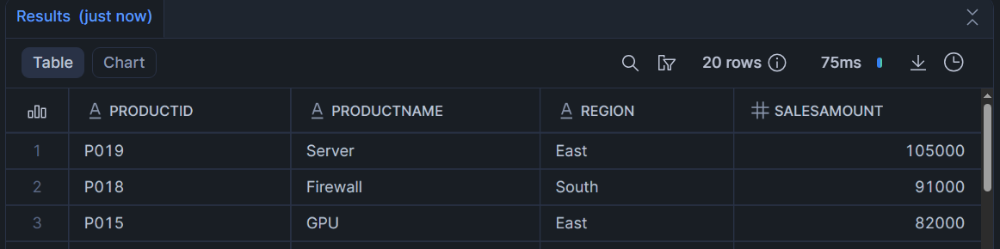 Results (just now)
Table Chart 20 rows 75ms
A PRODUCTID A PRODUCTNAME A REGION # SALESAMOUNT
1 P019 Server East 105000
2 P018 Firewall South 91000
3 P015 GPU East 82000